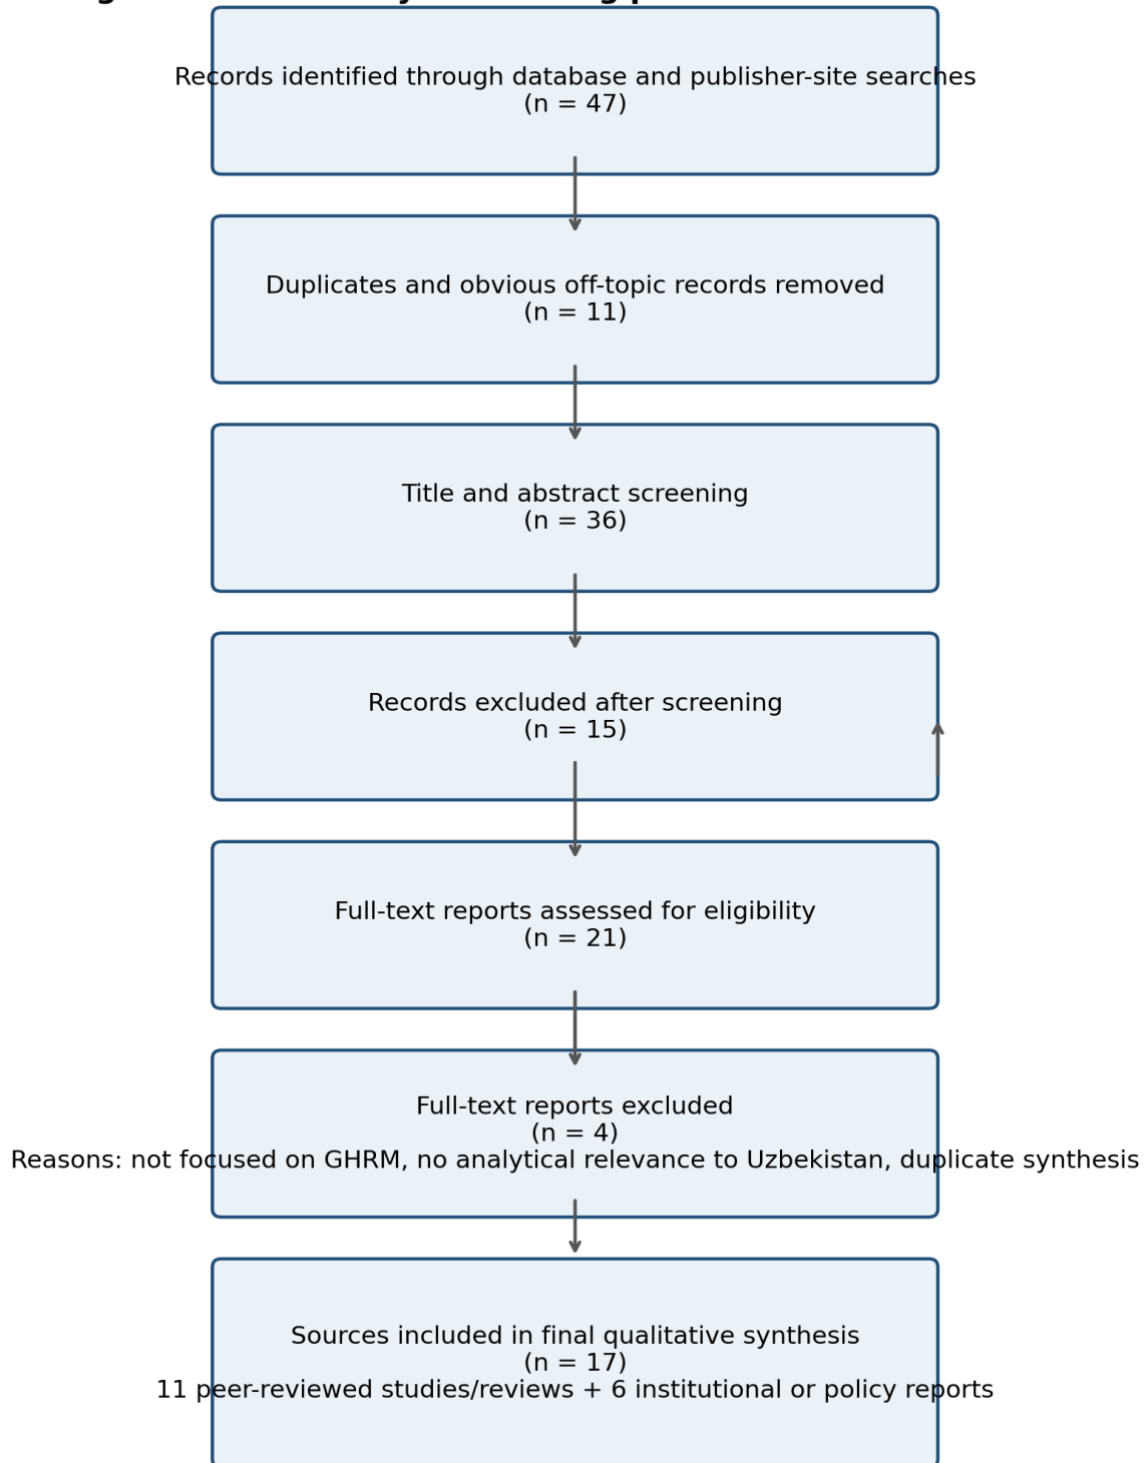 Records identified through database and publisher-site searches
(n = 47)
Duplicates and obvious off-topic records removed
(n = 11)
Title and abstract screening
(n = 36)
Records excluded after screening
(n = 15)
Full-text reports assessed for eligibility
(n = 21)
Full-text reports excluded
(n = 4)
Reasons: not focused on GHRM, no analytical relevance to Uzbekistan, duplicate synthesis
Sources included in final qualitative synthesis
(n = 17)
11 peer-reviewed studies/reviews + 6 institutional or policy reports